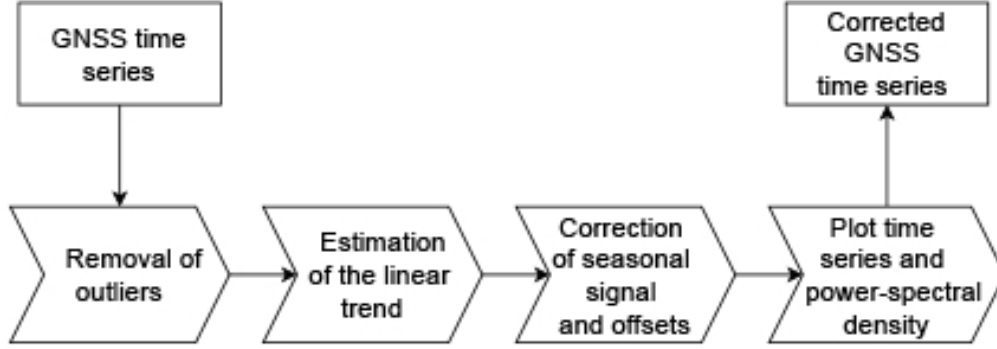 GNSS time
series
Corrected
GNSS
time series
Removal of
outliers
Estimation
of the linear
trend
Correction
of seasonal
signal
and offsets
Plot time
series and
power-spectral
density